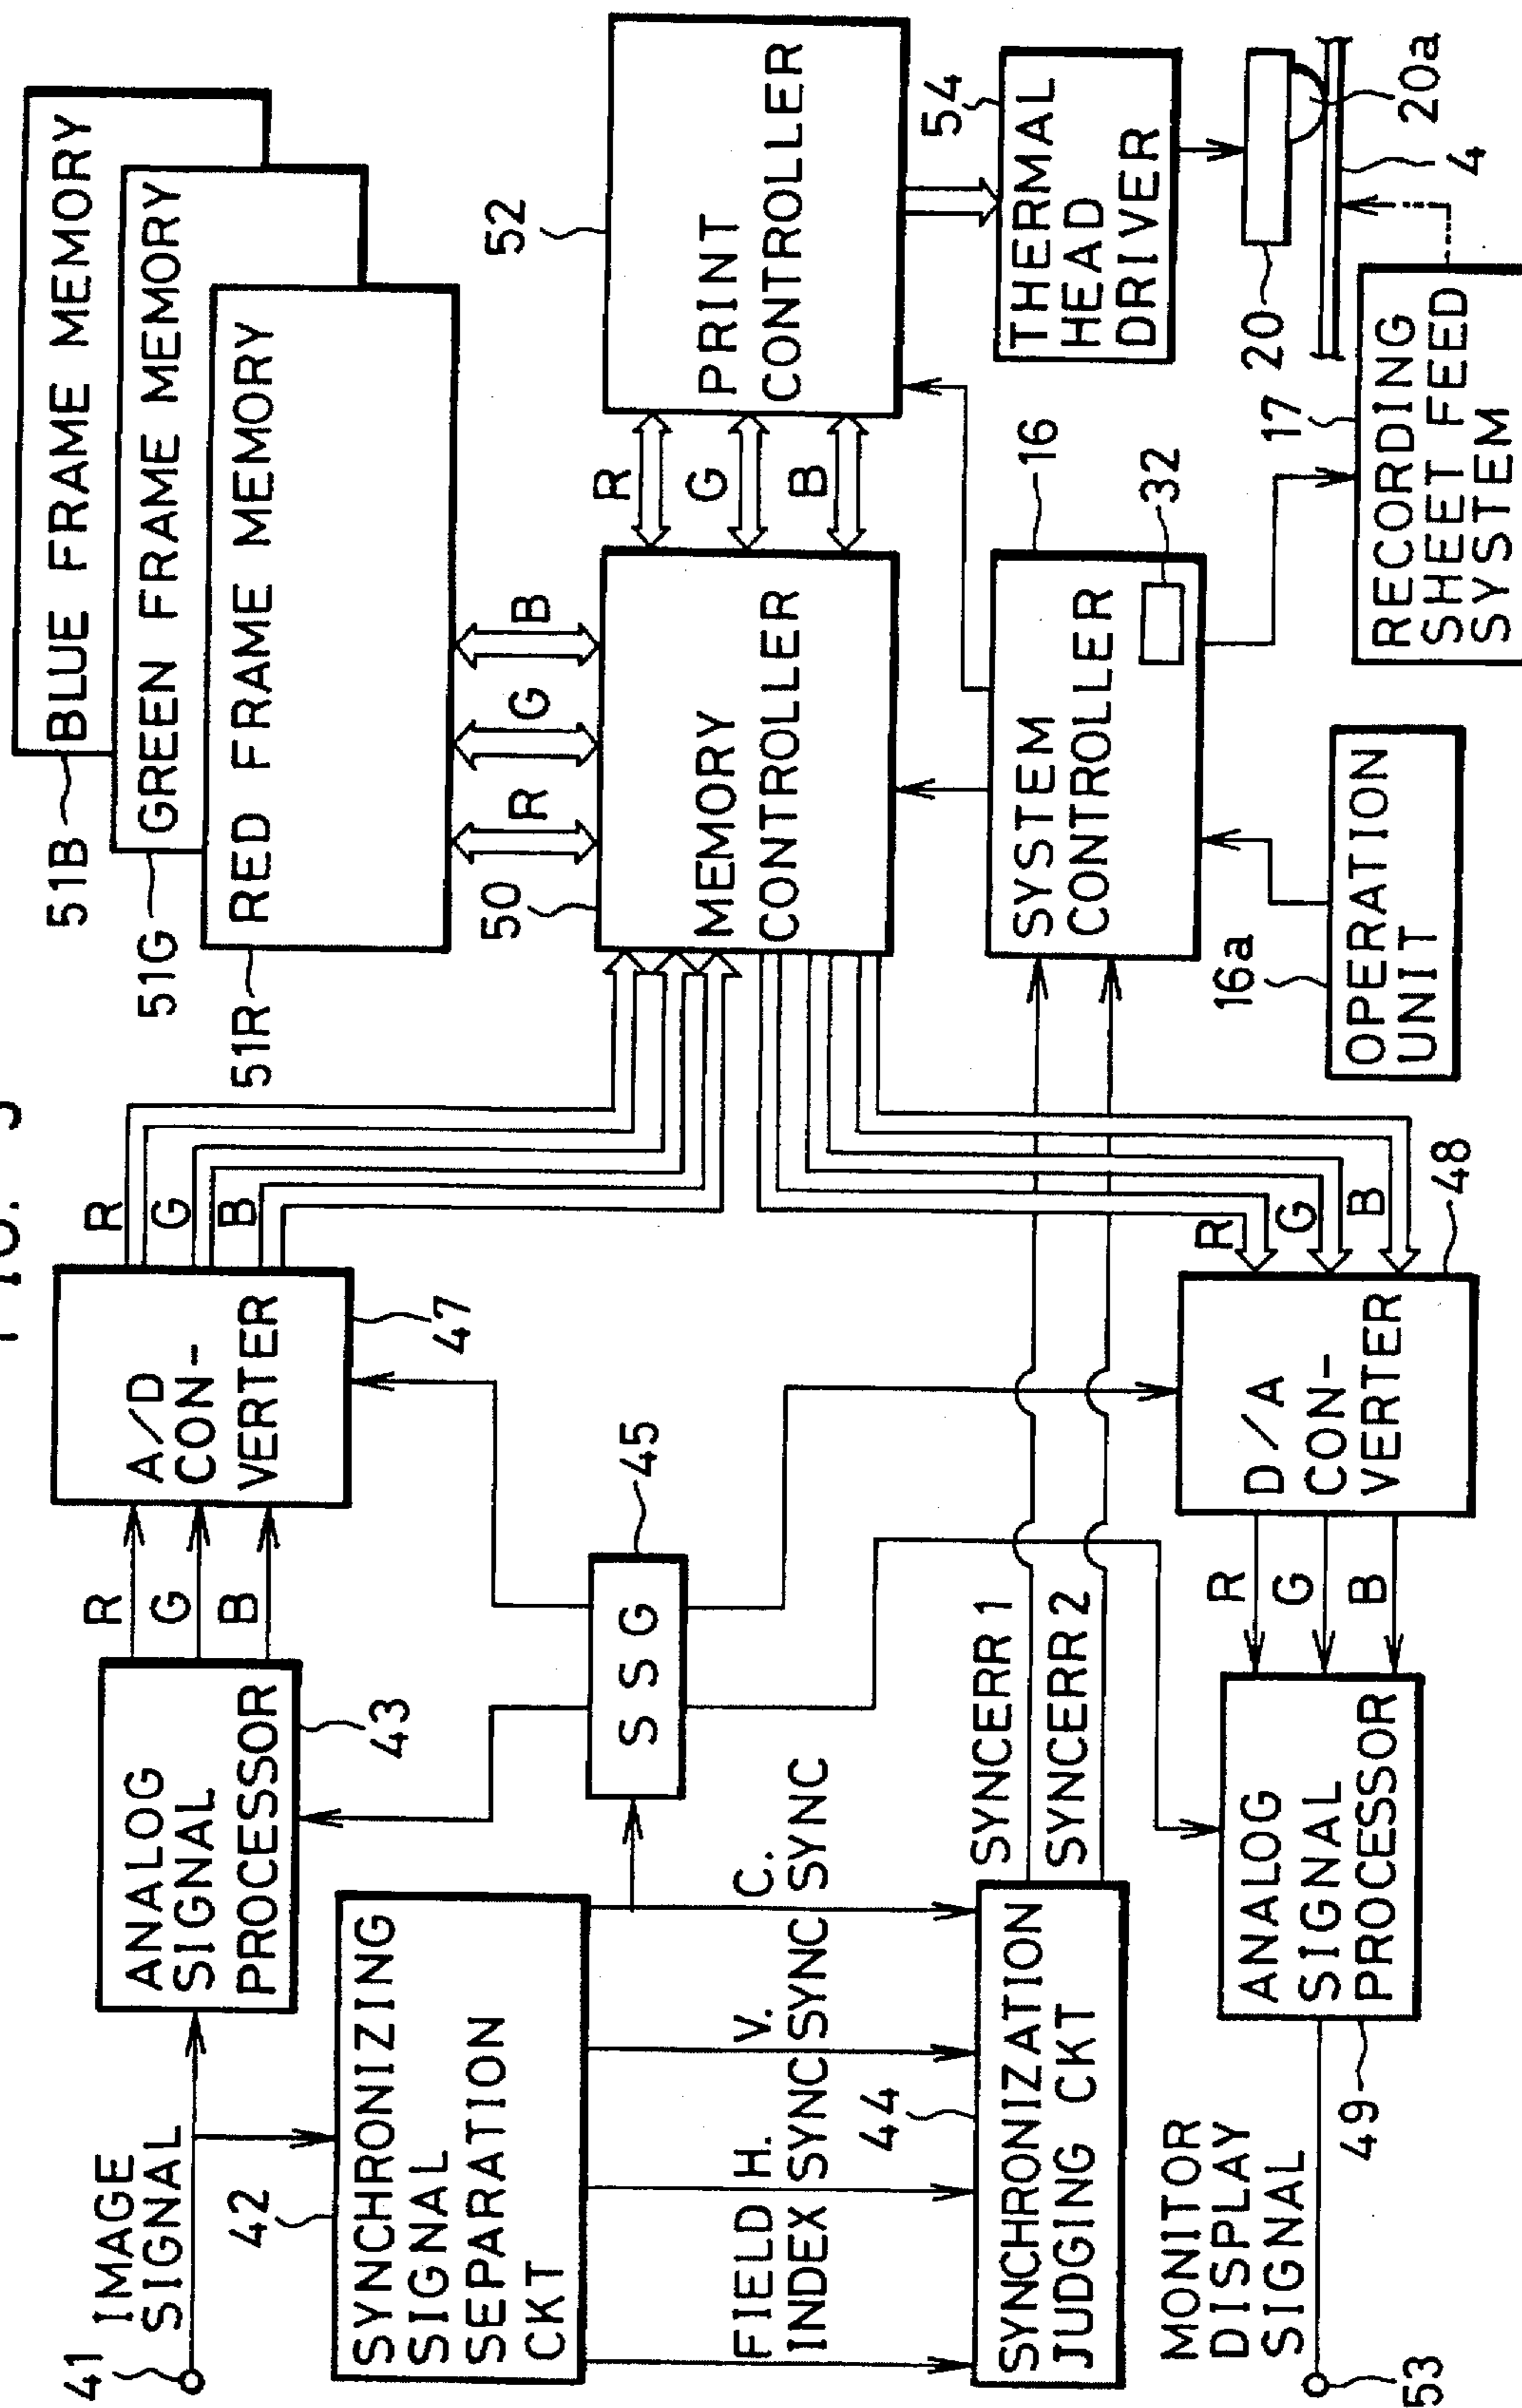 FIG. 5
51B
BLUE FRAME MEMORY
51G
GREEN FRAME MEMORY
51R
RED FRAME MEMORY
41
IMAGE
SIGNAL
ANALOG
SIGNAL
PROCESSOR
43
R
G
B
A/D
CON-
VERTER
47
R
G
B
R
G
B
50
MEMORY
CONTROLLER
R
G
B
52
PRINT
CONTROLLER
42
SYNCHRONIZING
SIGNAL
SEPARATION
CKT
SSG
45
FIELD
INDEX
H.
SYNC
V.
SYNC
C.
SYNC
44
SYNCHRONIZATION
JUDGING CKT
SYNCERR 1
SYNCERR 2
SYSTEM
CONTROLLER
16
32
54
THERMAL
HEAD
DRIVER
20
20a
4
16a
OPERATION
UNIT
17
RECORDING
SHEET FEED
SYSTEM
MONITOR
DISPLAY
SIGNAL
53
49
ANALOG
SIGNAL
PROCESSOR
R
G
B
D/A
CON-
VERTER
48
R
G
B